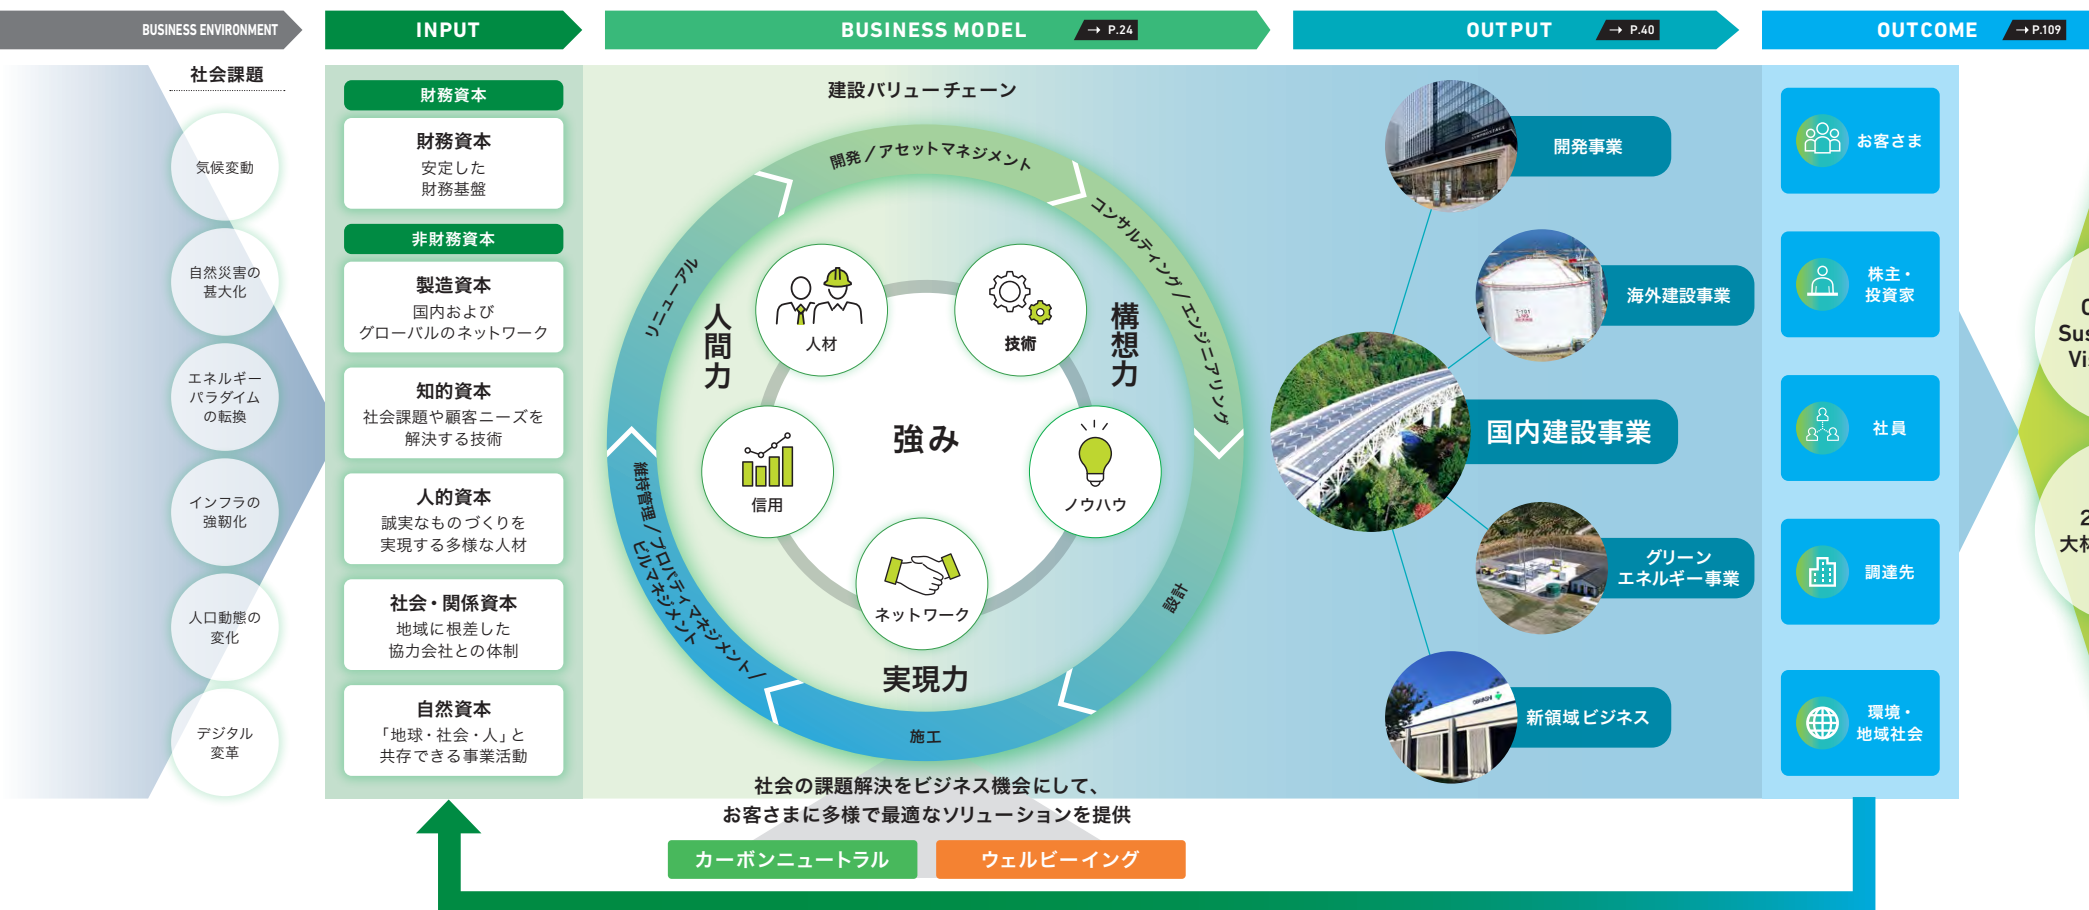 BUSINESS ENVIRONMENT
INPUT
BUSINESS MODEL
→ P.24
OUTPUT
→ P.40
OUTCOME
→ P.109
社会課題
気候変動
自然災害の
甚大化
エネルギー
パラダイム
の転換
インフラの
強靭化
人口動態の
変化
デジタル
変革
財務資本
財務資本
安定した
財務基盤
非財務資本
製造資本
国内および
グローバルのネットワーク
知的資本
社会課題や顧客ニーズを
解決する技術
人的資本
誠実なものづくりを
実現する多様な人材
社会・関係資本
地域に根差した
協力会社との体制
自然資本
「地球・社会・人」と
共存できる事業活動
建設バリューチェーン
開発 / アセットマネジメント
コンサルティング / エンジニアリング
設計
施工
維持管理 / プロパティマネジメント /
ビルマネジメント
リニューアル
人間力
構想力
実現力
人材
技術
信用
ノウハウ
ネットワーク
強み
社会の課題解決をビジネス機会にして、
お客さまに多様で最適なソリューションを提供
カーボンニュートラル
ウェルビーイング
開発事業
海外建設事業
国内建設事業
グリーン
エネルギー事業
新領域ビジネス
お客さま
株主・
投資家
社員
調達先
環境・
地域社会